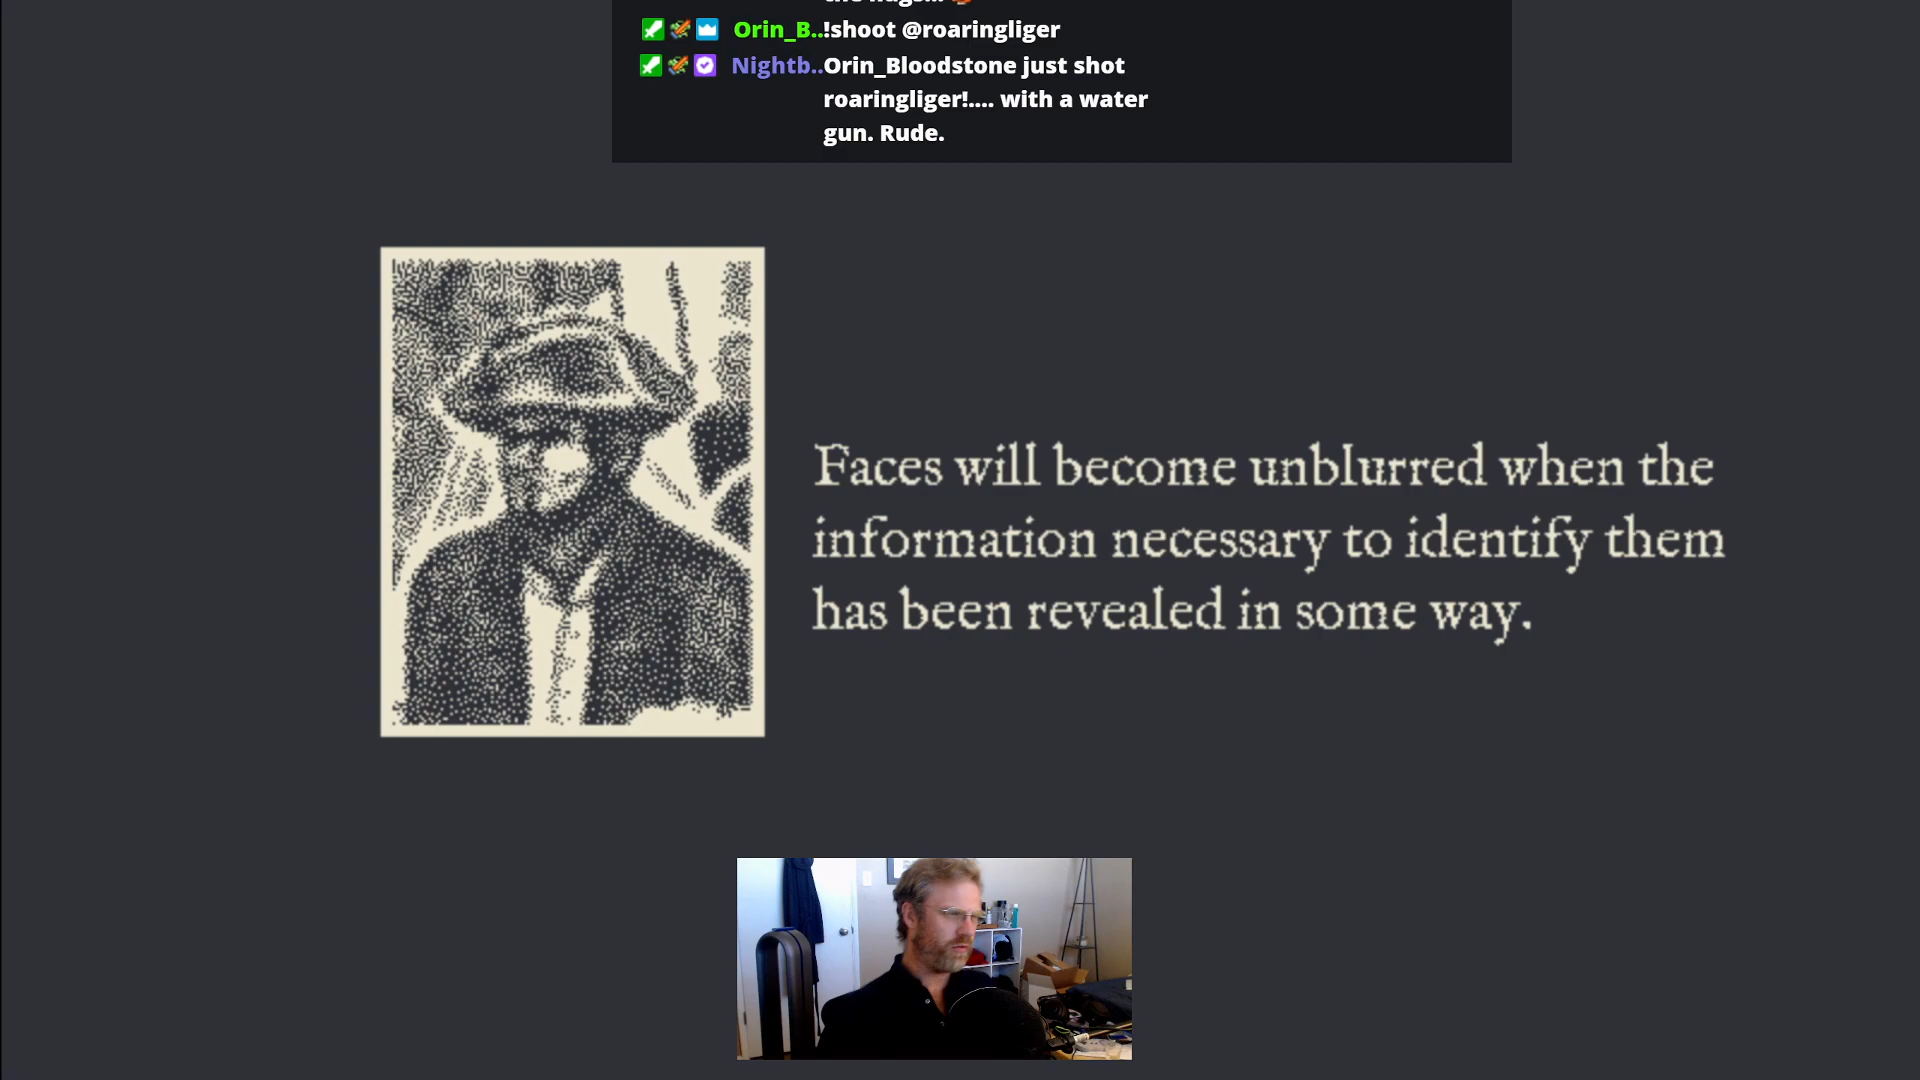 Orin_B.. !shoot @roaringliger
Nightb.. Orin_Bloodstone just shot
roaringliger!.... with a water
gun. Rude.
Faces will become unblurred when the
information necessary to identify them
has been revealed in some way.